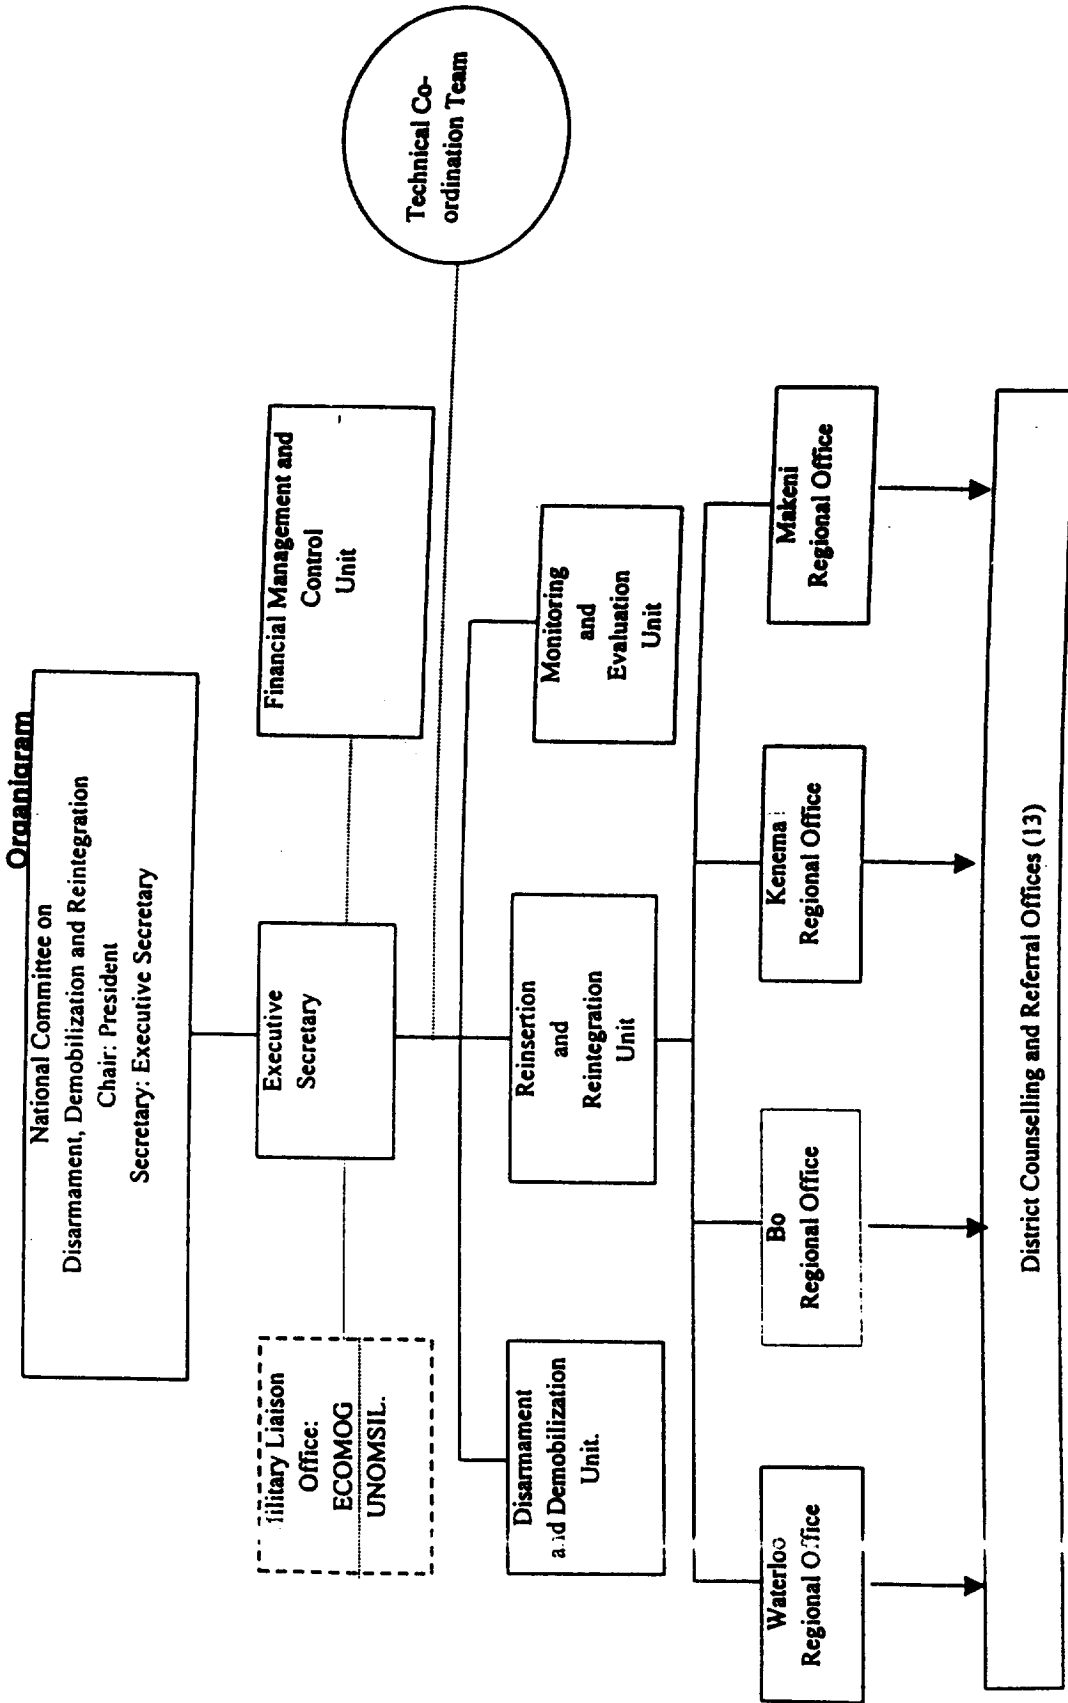 Organigram
National Committee on
Disarmament, Demobilization and Reintegration
Chair: President
Secretary: Executive Secretary
ilitary Liaison
Office:
ECOMOG
UNOMSIL.
Executive
Secretary
Financial Management and
Control
Unit
Technical Co-
ordination Team
Disarmament
and Demobilization
Unit.
Reinsertion
and
Reintegration
Unit
Monitoring
and
Evaluation
Unit
Waterloo
Regional Office
Bo
Regional Office
Kenema
Regional Office
Makeni
Regional Office
District Counselling and Referral Offices (13)